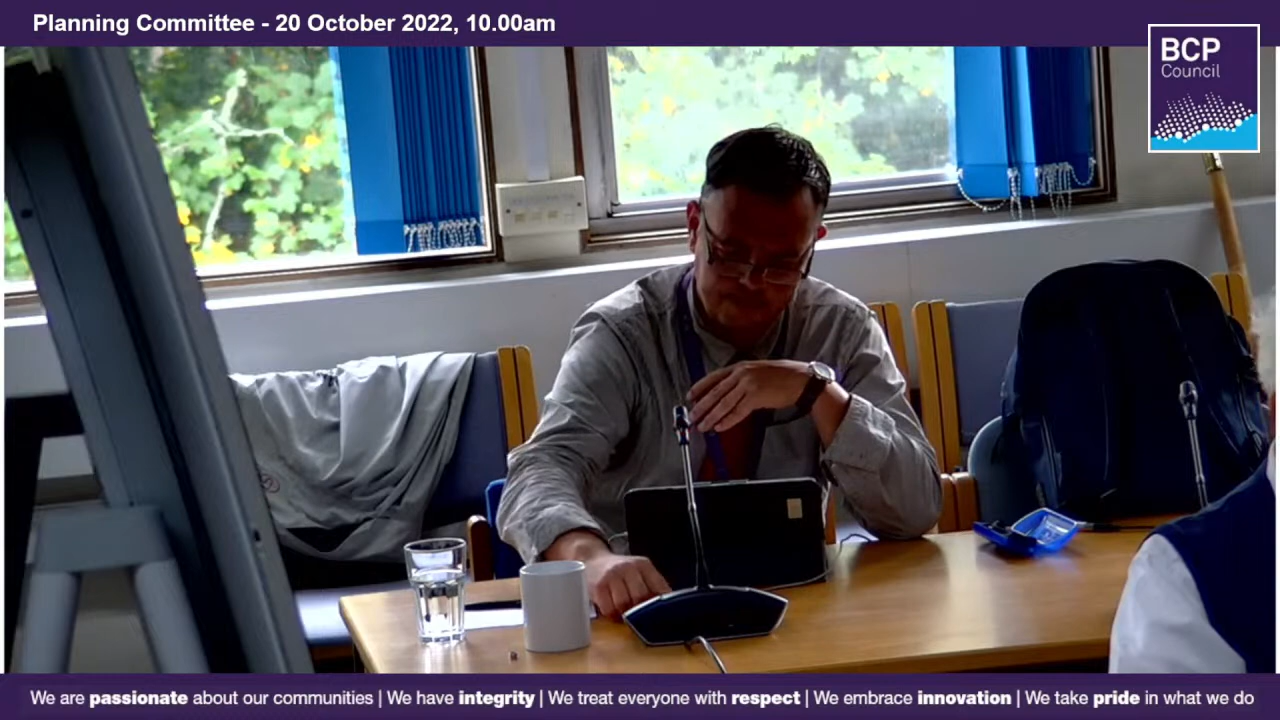 Planning Committee - 20 October 2022, 10.00am
BCP
Council
We are passionate about our communities | We have integrity | We treat everyone with respect | We embrace innovation | We take pride in what we do